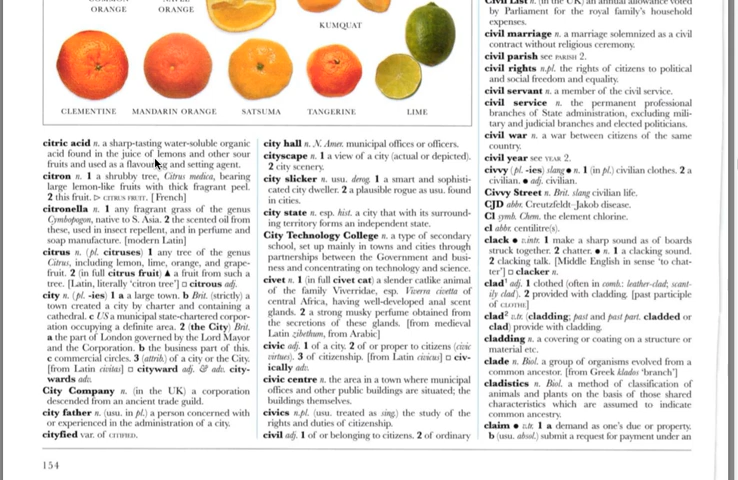 ORANGE
ORANGE
KUMQUAT
CLEMENTINE
MANDARIN ORANGE
SATSUMA
TANGERINE
LIME
citric acid n. a sharp-tasting water-soluble organic
acid found in the juice of lemons and other sour
fruits and used as a flavouring and setting agent.
citron n. 1 a shrubby tree, Citrus medica, bearing
large lemon-like fruits with thick fragrant peel.
2 this fruit. ▷ CITRUS FRUIT. [French]
citronella n. 1 any fragrant grass of the genus
Cymbopogon, native to S. Asia. 2 the scented oil from
these, used in insect repellent, and in perfume and
soap manufacture. [modern Latin]
citrus n. (pl. citruses) 1 any tree of the genus
Citrus, including lemon, lime, orange, and grape-
fruit. 2 (in full citrus fruit) ▲ a fruit from such a
tree. [Latin, literally 'citron tree'] □ citrous adj.
city n. (pl. -ies) 1 a a large town. b Brit. (strictly) a
town created a city by charter and containing a
cathedral. c US a municipal state-chartered corpor-
ation occupying a definite area. 2 (the City) Brit.
a the part of London governed by the Lord Mayor
and the Corporation. b the business part of this.
c commercial circles. 3 (attrib.) of a city or the City.
[from Latin civitas] □ cityward adj. & adv. city-
wards adv.
City Company n. (in the UK) a corporation
descended from an ancient trade guild.
city father n. (usu. in pl.) a person concerned with
or experienced in the administration of a city.
cityfied var. of CITIFIED.
154
city hall n. N. Amer. municipal offices or officers.
cityscape n. 1 a view of a city (actual or depicted).
2 city scenery.
city slicker n. usu. derog. 1 a smart and sophisti-
cated city dweller. 2 a plausible rogue as usu. found
in cities.
city state n. esp. hist. a city that with its surround-
ing territory forms an independent state.
City Technology College n. a type of secondary
school, set up mainly in towns and cities through
partnerships between the Government and busi-
ness and concentrating on technology and science.
civet n. 1 (in full civet cat) a slender catlike animal
of the family Viverridae, esp. Viverra civetta of
central Africa, having well-developed anal scent
glands. 2 a strong musky perfume obtained from
the secretions of these glands. [from medieval
Latin zibethum, from Arabic]
civic adj. 1 of a city. 2 of or proper to citizens (civic
virtues). 3 of citizenship. [from Latin civicus] □ civ-
ically adv.
civic centre n. the area in a town where municipal
offices and other public buildings are situated; the
buildings themselves.
civics n.pl. (usu. treated as sing) the study of the
rights and duties of citizenship.
civil adj. 1 of or belonging to citizens. 2 of ordinary
Civil List n. (in the UK) an annual allowance voted
by Parliament for the royal family's household
expenses.
civil marriage n. a marriage solemnized as a civil
contract without religious ceremony.
civil parish see PARISH 2.
civil rights n.pl. the rights of citizens to political
and social freedom and equality.
civil servant n. a member of the civil service.
civil service n. the permanent professional
branches of State administration, excluding mili-
tary and judicial branches and elected politicians.
civil war n. a war between citizens of the same
country.
civil year see YEAR 2.
civvy (pl. -ies) slang ● n. 1 (in pl.) civilian clothes. 2 a
civilian. ● adj. civilian.
Civvy Street n. Brit. slang civilian life.
CJD abbr. Creutzfeldt–Jakob disease.
Cl symb. Chem. the element chlorine.
cl abbr. centilitre(s).
clack ● v.intr. 1 make a sharp sound as of boards
struck together. 2 chatter. ● n. 1 a clacking sound.
2 clacking talk. [Middle English in sense 'to chat-
ter'] □ clacker n.
clad¹ adj. 1 clothed (often in comb.: leather-clad; scant-
ily clad). 2 provided with cladding. [past participle
of CLOTHE]
clad² v.tr. (cladding; past and past part. cladded or
clad) provide with cladding.
cladding n. a covering or coating on a structure or
material etc.
clade n. Biol. a group of organisms evolved from a
common ancestor. [from Greek klados 'branch']
cladistics n. Biol. a method of classification of
animals and plants on the basis of those shared
characteristics which are assumed to indicate
common ancestry.
claim ● v.tr. 1 a demand as one's due or property.
b (usu. absol.) submit a request for payment under an